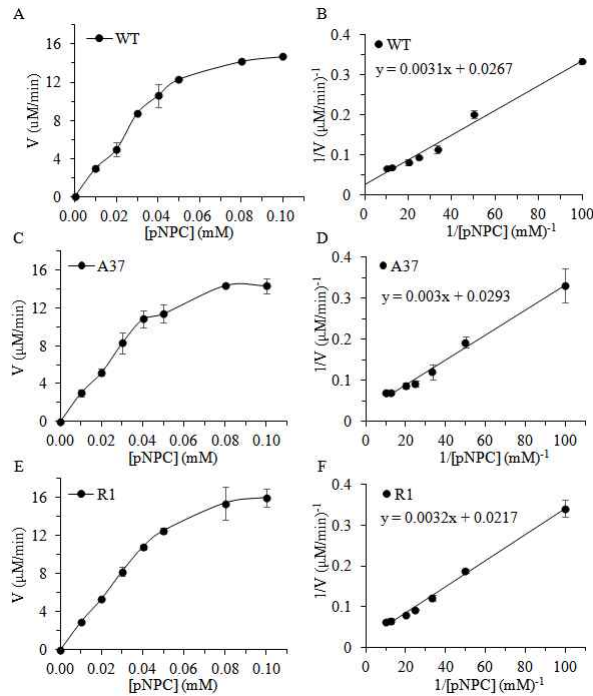 A
WT
V (uM/min)
16
12
8
4
0
0.00 0.02 0.04 0.06 0.08 0.10
[pNPC] (mM)
B
WT
y = 0.0031x + 0.0267
1/V (μM/min)-1
0.4
0.3
0.2
0.1
0
0 20 40 60 80 100
1/[pNPC] (mM)-1
C
A37
V (μM/min)
16
12
8
4
0
0.00 0.02 0.04 0.06 0.08 0.10
[pNPC] (mM)
D
A37
y = 0.003x + 0.0293
1/V (μM/min)-1
0.4
0.3
0.2
0.1
0
0 20 40 60 80 100
1/[pNPC] (mM)-1
E
R1
V (μM/min)
16
12
8
4
0
0.00 0.02 0.04 0.06 0.08 0.10
[pNPC] (mM)
F
R1
y = 0.0032x + 0.0217
1/V (μM/min)-1
0.4
0.3
0.2
0.1
0
0 20 40 60 80 100
1/[pNPC] (mM)-1